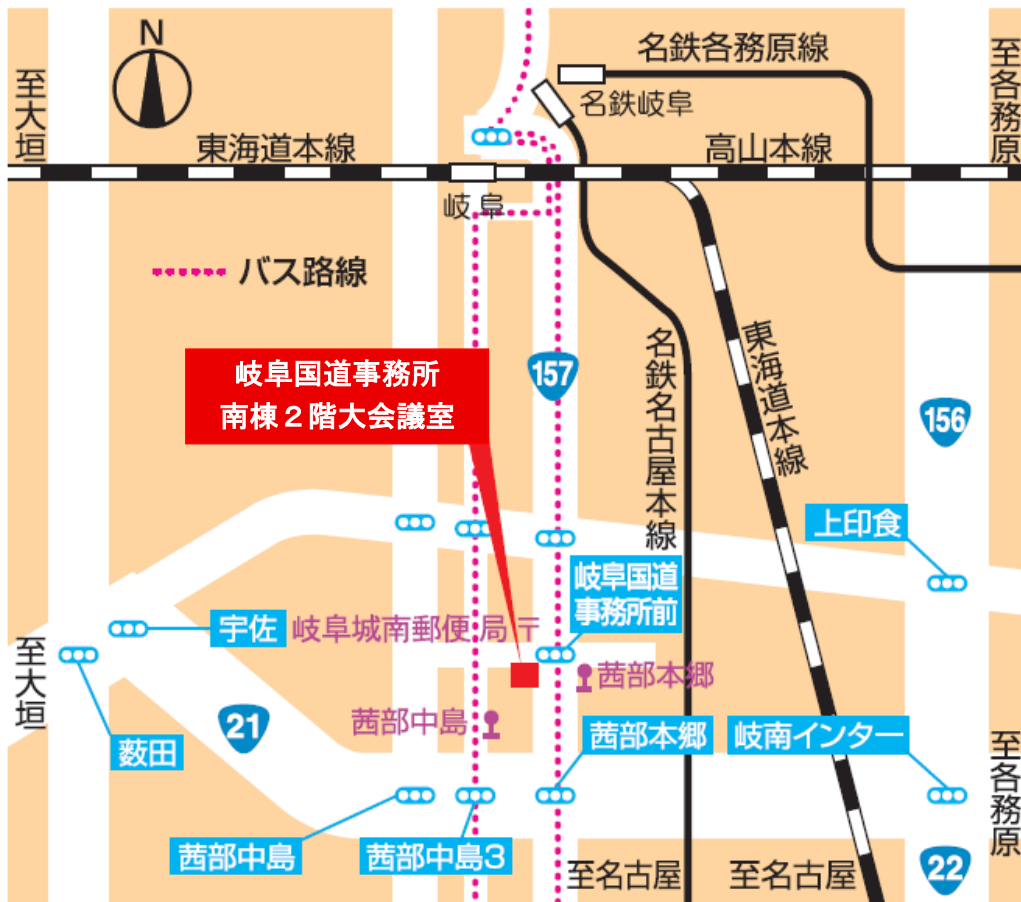 N
名鉄各務原線
至各務原
至大垣
名鉄岐阜
東海道本線
高山本線
岐阜
バス路線
東海道本線
名鉄名古屋本線
157
岐阜国道事務所
南棟２階大会議室
156
上印食
岐阜国道
事務所前
宇佐
岐阜城南郵便局〒
至大垣
茜部本郷
茜部中島
21
茜部本郷
岐南インター
薮田
至各務原
茜部中島
茜部中島3
至名古屋
至名古屋
22